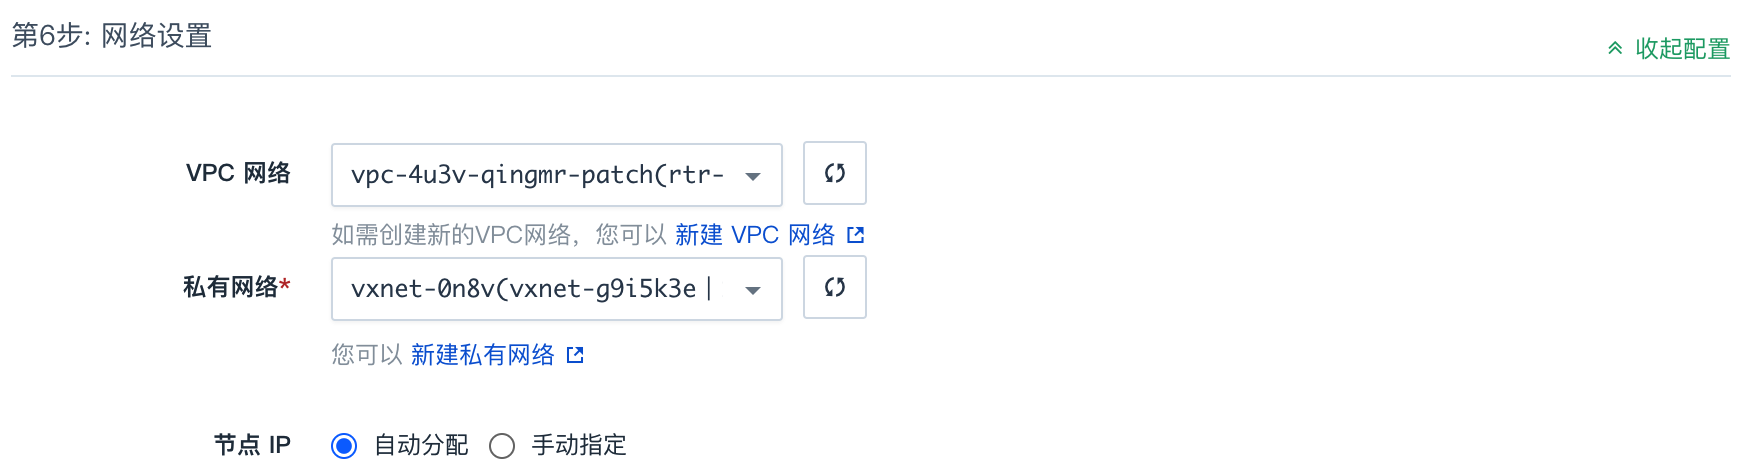 第6步: 网络设置
收起配置
VPC 网络 vpc-4u3v-qingmr-patch(rtr-
如需创建新的VPC网络，您可以 新建 VPC 网络
私有网络* vxnet-0n8v(vxnet-g9i5k3e |
您可以 新建私有网络
节点 IP 自动分配 手动指定